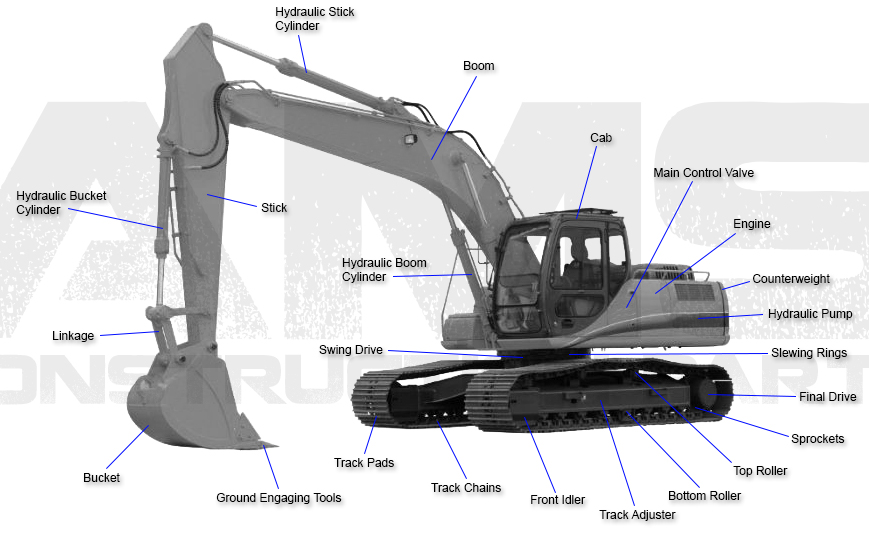 Hydraulic Stick
Cylinder
Boom
Cab
Main Control Valve
Hydraulic Bucket
Cylinder
Stick
Engine
Hydraulic Boom
Cylinder
Counterweight
Hydraulic Pump
Linkage
Swing Drive
Slewing Rings
Final Drive
Sprockets
Track Pads
Top Roller
Bucket
Track Chains
Ground Engaging Tools
Front Idler
Bottom Roller
Track Adjuster
AMS